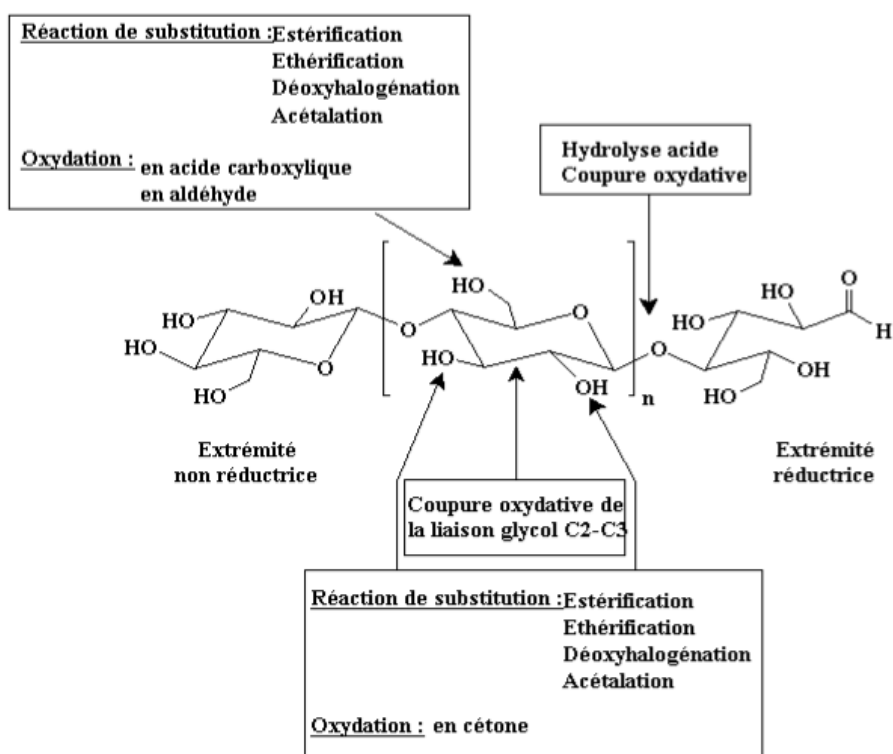 Réaction de substitution : Estérification
Ethérification
Déoxyhalogénation
Acétalation
Oxydation : en acide carboxylique
en aldéhyde
Hydrolyse acide
Coupure oxydative
HO
OH
HO
HO
O
HO
O
HO
O
HO
OH
n
O
HO
HO
O
H
OH
HO
Extrémité
non réductrice
Extrémité
réductrice
Coupure oxydative de
la liaison glycol C2-C3
Réaction de substitution : Estérification
Ethérification
Déoxyhalogénation
Acétalation
Oxydation : en cétone